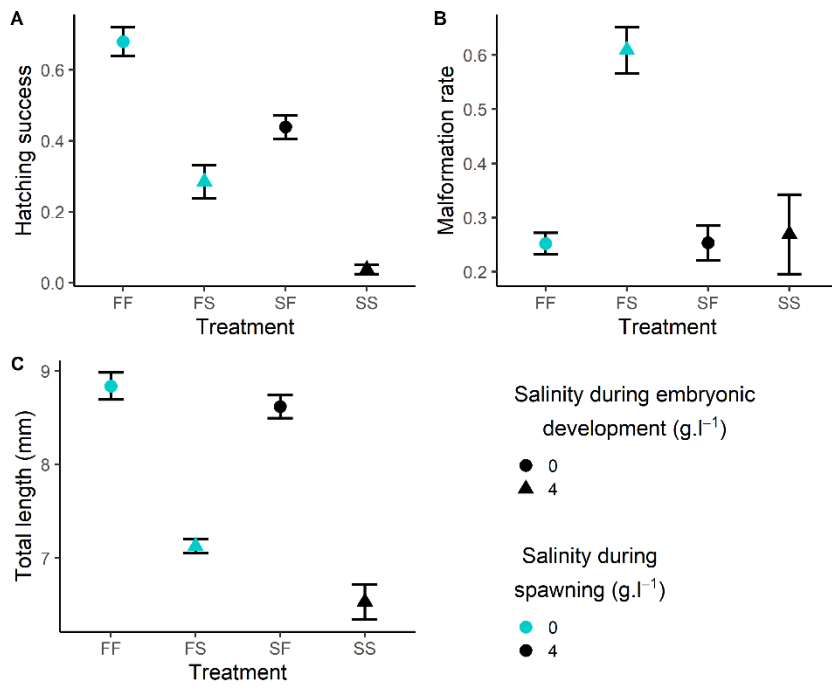 A
Hatching success
0.6
0.4
0.2
0.0
FF
FS
SF
SS
Treatment
B
Malformation rate
0.6
0.5
0.4
0.3
0.2
FF
FS
SF
SS
Treatment
C
Total length (mm)
9
8
7
FF
FS
SF
SS
Treatment
Salinity during embryonic
development (g.l⁻¹)
0
4
Salinity during
spawning (g.l⁻¹)
0
4